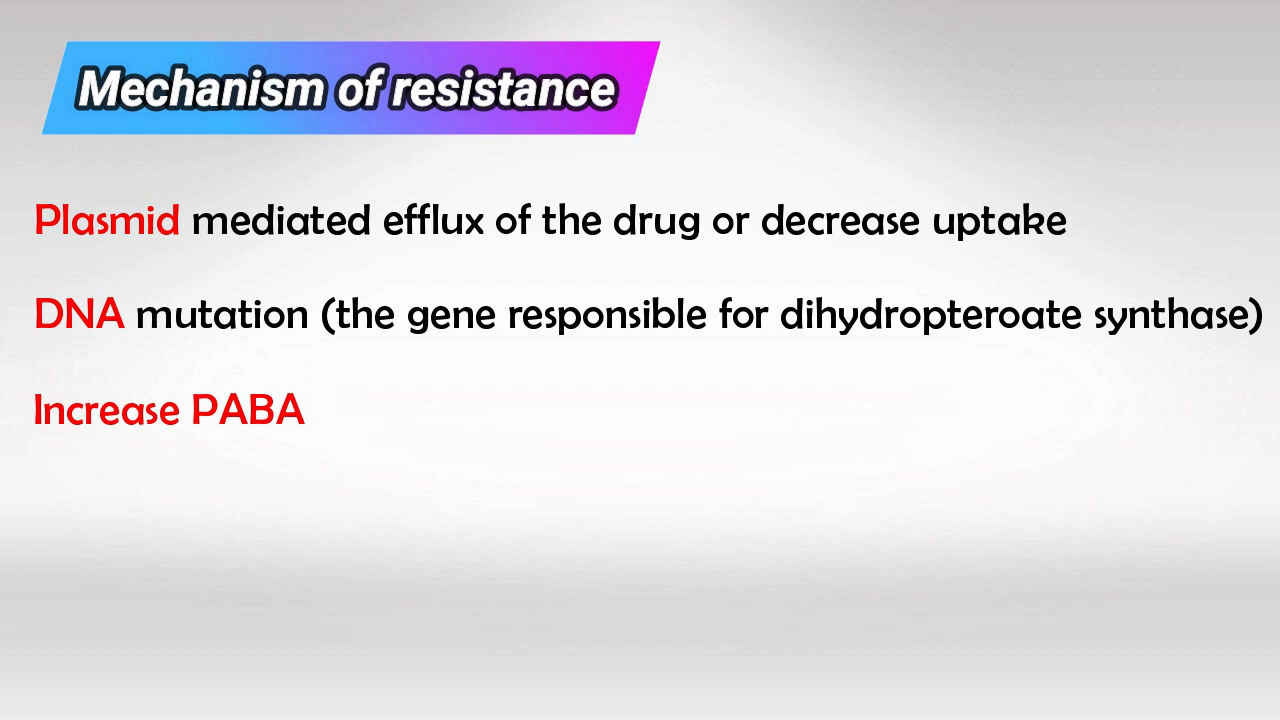 Mechanism of resistance
Plasmid mediated efflux of the drug or decrease uptake
DNA mutation (the gene responsible for dihydropteroate synthase)
Increase PABA